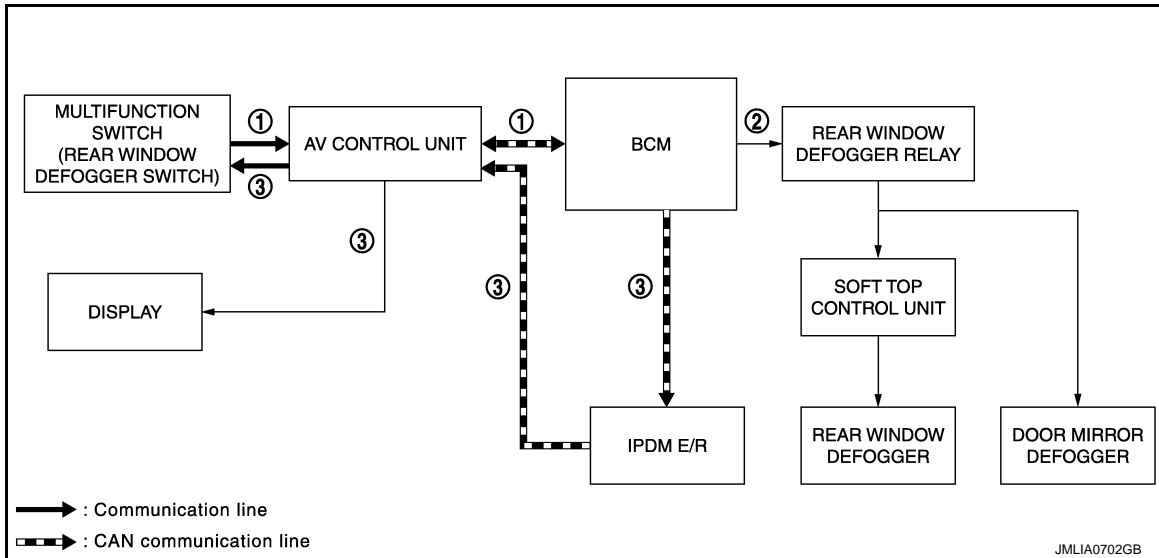 MULTIFUNCTION
SWITCH
(REAR WINDOW
DEFOGGER SWITCH)
①
③
AV CONTROL UNIT
①
BCM
②
REAR WINDOW
DEFOGGER RELAY
③
DISPLAY
③
③
SOFT TOP
CONTROL UNIT
IPDM E/R
REAR WINDOW
DEFOGGER
DOOR MIRROR
DEFOGGER
: Communication line
: CAN communication line
JMLIA0702GB